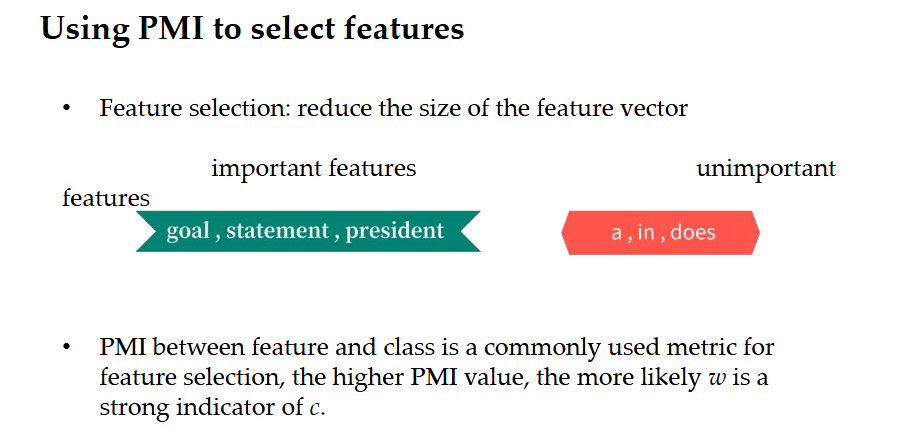 Using PMI to select features
• Feature selection: reduce the size of the feature vector
important features unimportant
features
goal , statement , president a , in , does
• PMI between feature and class is a commonly used metric for
feature selection, the higher PMI value, the more likely w is a
strong indicator of c.